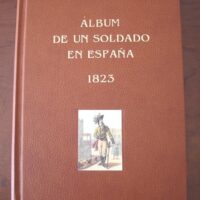 ÁLBUM
DE UN SOLDADO
EN ESPAÑA
1823